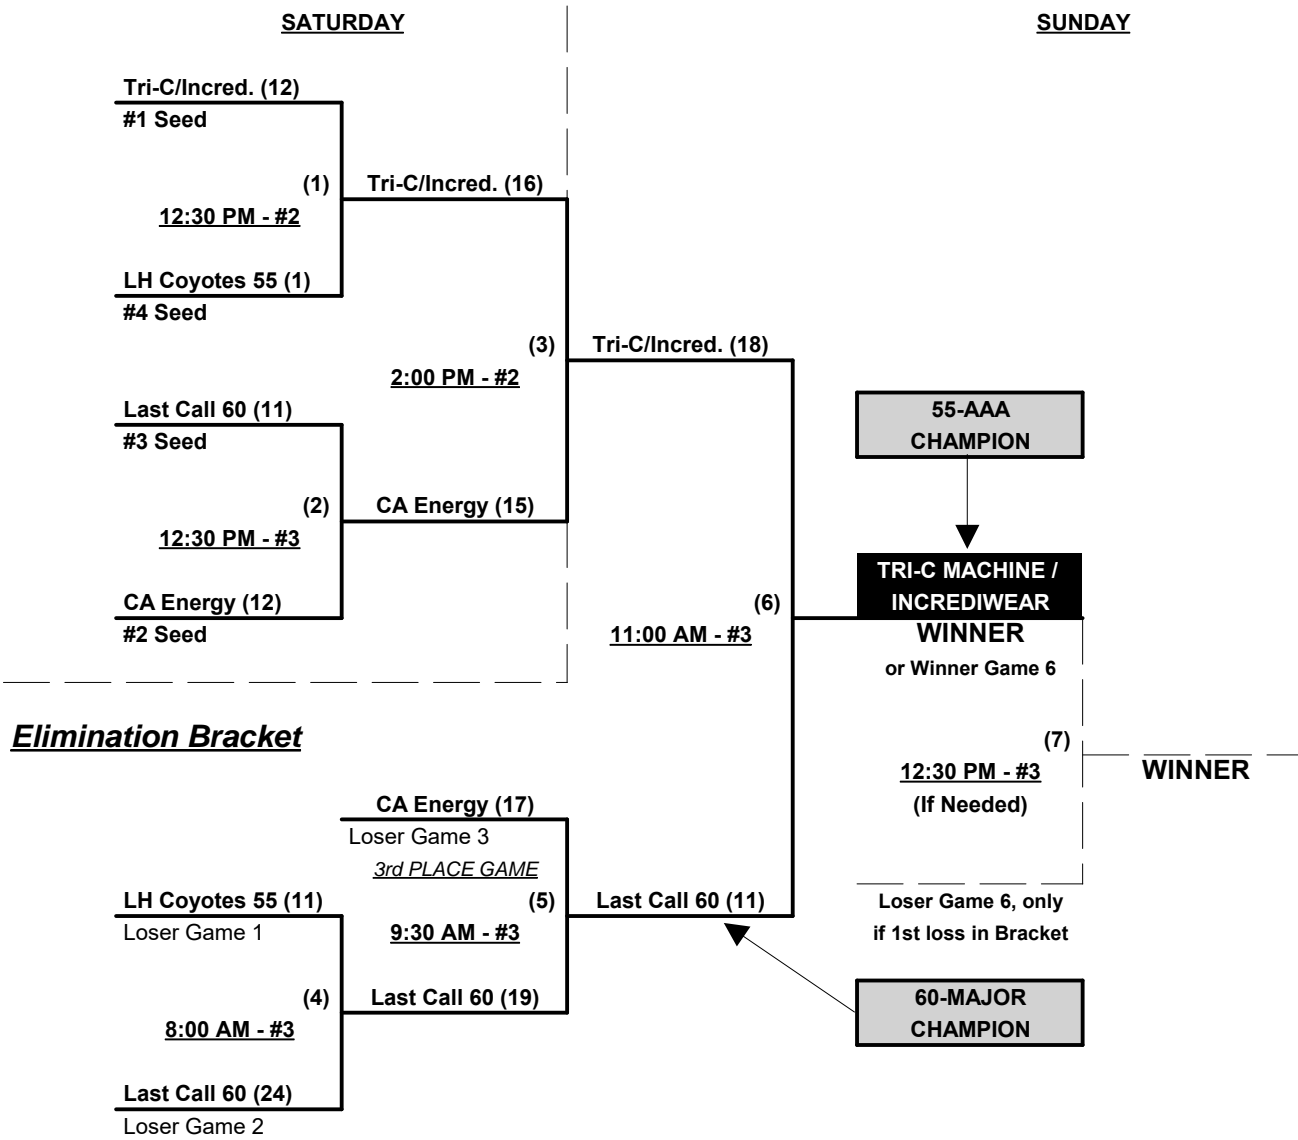 SATURDAY
SUNDAY
Tri-C/Incred. (12)
#1 Seed
(1)
Tri-C/Incred. (16)
12:30 PM - #2
LH Coyotes 55 (1)
#4 Seed
(3)
Tri-C/Incred. (18)
2:00 PM - #2
Last Call 60 (11)
#3 Seed
55-AAA
CHAMPION
(2)
CA Energy (15)
12:30 PM - #3
CA Energy (12)
#2 Seed
TRI-C MACHINE /
INCREDIWEAR
(6)
11:00 AM - #3
WINNER
or Winner Game 6
Elimination Bracket
(7)
12:30 PM - #3
(If Needed)
WINNER
CA Energy (17)
Loser Game 3
3rd PLACE GAME
LH Coyotes 55 (11)
Loser Game 1
(5)
9:30 AM - #3
Last Call 60 (11)
Loser Game 6, only
if 1st loss in Bracket
(4)
Last Call 60 (19)
8:00 AM - #3
60-MAJOR
CHAMPION
Last Call 60 (24)
Loser Game 2